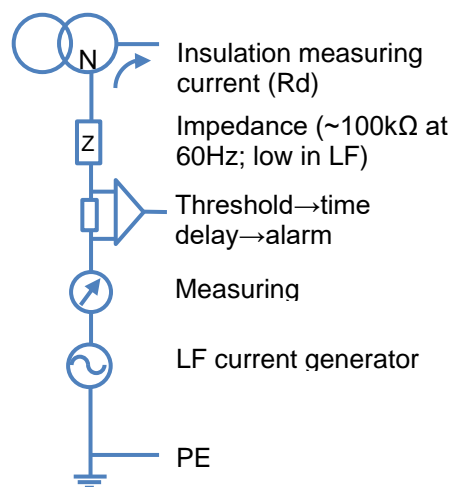 N
Insulation measuring
current (Rd)
Z
Impedance (~100kΩ at
60Hz; low in LF)
Threshold→time
delay→alarm
Measuring
LF current generator
PE